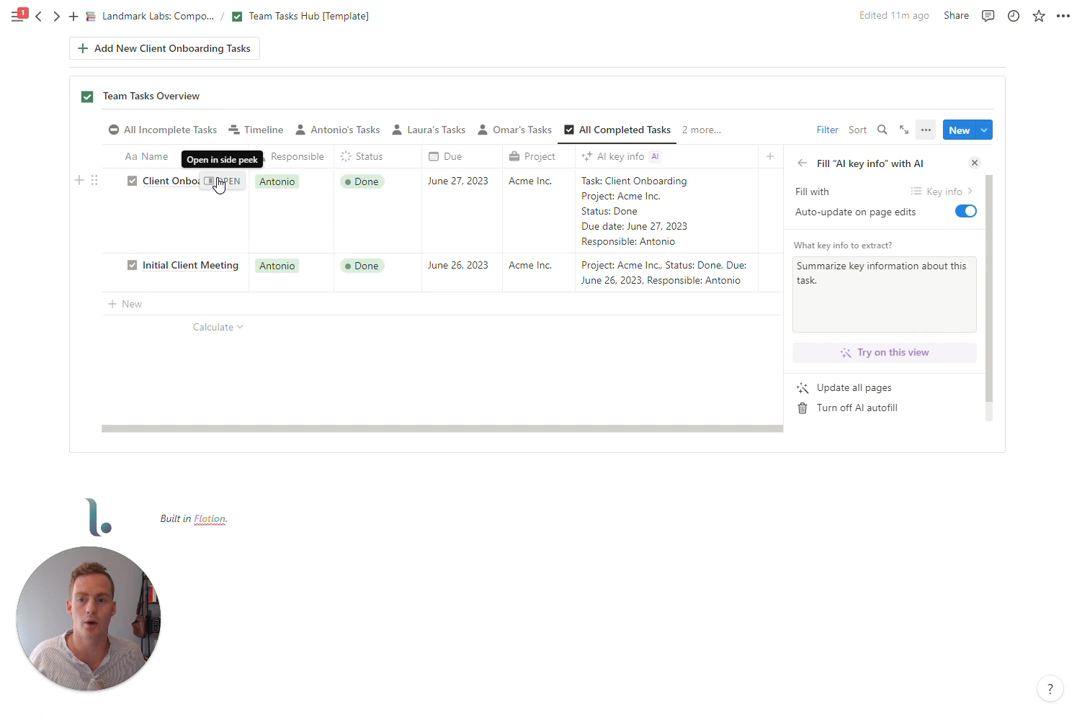 1
Landmark Labs: Compo... / Team Tasks Hub [Template]
Edited 11m ago Share
Add New Client Onboarding Tasks
Team Tasks Overview
All Incomplete Tasks Timeline Antonio's Tasks Laura's Tasks Omar's Tasks All Completed Tasks 2 more...
Filter Sort New
Aa Name Responsible Status Due Project AI key info AI
Open in side peek
Client Onboa OPEN Antonio Done June 27, 2023 Acme Inc.
Task: Client Onboarding
Project: Acme Inc.
Status: Done
Due date: June 27, 2023
Responsible: Antonio
Initial Client Meeting Antonio Done June 26, 2023 Acme Inc.
Project: Acme Inc., Status: Done, Due:
June 26, 2023, Responsible: Antonio
New
Calculate
Fill “AI key info” with AI
Fill with Key info
Auto-update on page edits
What key info to extract?
Summarize key information about this
task.
Try on this view
Update all pages
Turn off AI autofill
Built in Flotion.
?